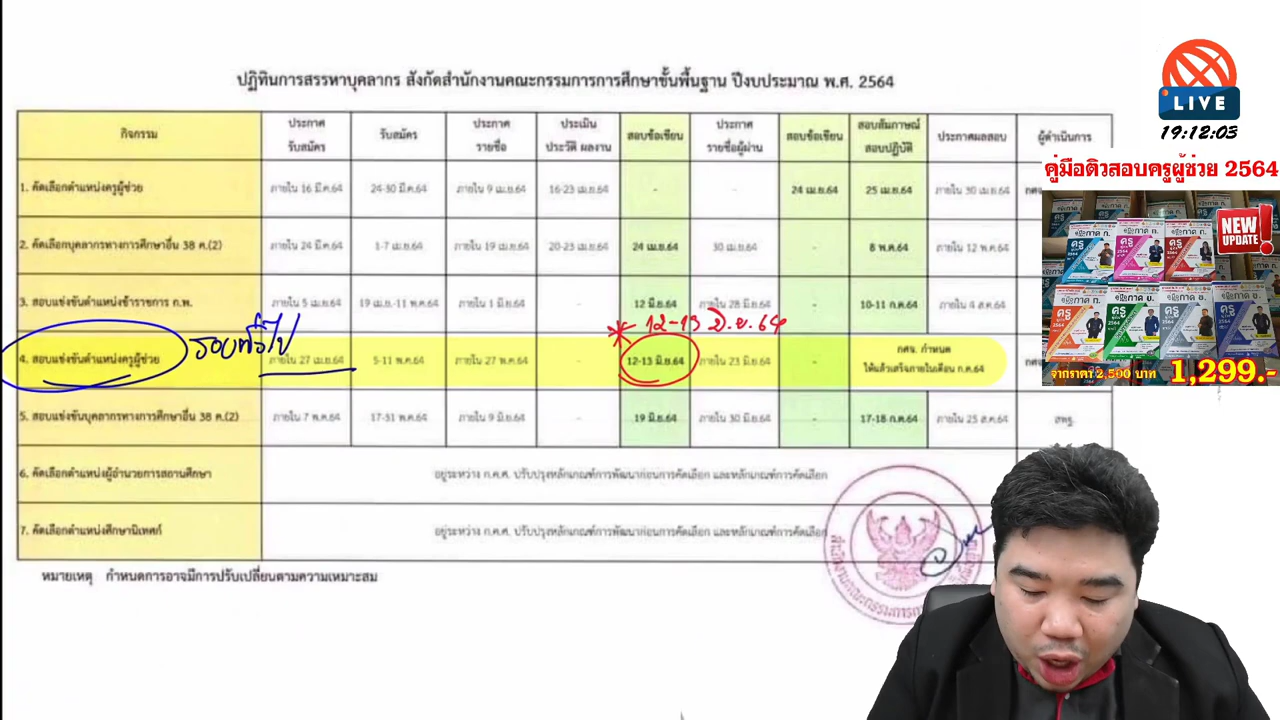 LIVE
19:12:03
คู่มือติวสอบครูผู้ช่วย 2564
NEW UPDATE!
จากราคา 2,500 บาท 1,299.-
ปฏิทินการสรรหาบุคลากร สังกัดสำนักงานคณะกรรมการการศึกษาขั้นพื้นฐาน ปีงบประมาณ พ.ศ. 2564
กิจกรรม ประกาศรับสมัคร รับสมัคร ประกาศรายชื่อ ประเมินประวัติ ผลงาน สอบข้อเขียน ประกาศรายชื่อผู้ผ่าน สอบข้อเขียน สอบสัมภาษณ์ สอบปฏิบัติ ประกาศผลสอบ ผู้ดำเนินการ
1. คัดเลือกตำแหน่งครูผู้ช่วย ภายใน 16 มี.ค.64 24-30 มี.ค.64 ภายใน 9 เม.ย.64 16-23 เม.ย.64 - - 24 เม.ย.64 25 เม.ย.64 ภายใน 30 เม.ย.64
2. คัดเลือกบุคลากรทางการศึกษาอื่น 38 ค.(2) ภายใน 24 มี.ค.64 1-7 เม.ย.64 ภายใน 19 เม.ย.64 20-23 เม.ย.64 24 เม.ย.64 30 เม.ย.64 - 8 พ.ค.64 ภายใน 12 พ.ค.64
3. สอบแข่งขันตำแหน่งข้าราชการ ก.พ. ภายใน 5 เม.ย.64 19 เม.ย.-11 พ.ค.64 ภายใน 1 มิ.ย.64 - 12 มิ.ย.64 ภายใน 28 มิ.ย.64 - 10-11 ก.ค.64 ภายใน 4 ส.ค.64
รอบทั่วไป 12-13 มิ.ย.64
4. สอบแข่งขันตำแหน่งครูผู้ช่วย ภายใน 27 เม.ย.64 5-11 พ.ค.64 ภายใน 27 พ.ค.64 - 12-13 มิ.ย.64 ภายใน 23 มิ.ย.64 - กศจ. กำหนด ให้แล้วเสร็จภายในเดือน ก.ค.64
5. สอบแข่งขันบุคลากรทางการศึกษาอื่น 38 ค.(2) ภายใน 7 พ.ค.64 17-31 พ.ค.64 ภายใน 9 มิ.ย.64 - 19 มิ.ย.64 ภายใน 30 มิ.ย.64 - 17-18 ก.ค.64 ภายใน 25 ส.ค.64 สพฐ.
6. คัดเลือกตำแหน่งผู้อำนวยการสถานศึกษา อยู่ระหว่าง ก.ค.ศ. ปรับปรุงหลักเกณฑ์การพัฒนาก่อนการคัดเลือก และหลักเกณฑ์การคัดเลือก
7. คัดเลือกตำแหน่งศึกษานิเทศก์ อยู่ระหว่าง ก.ค.ศ. ปรับปรุงหลักเกณฑ์การพัฒนาก่อนการคัดเลือก และหลักเกณฑ์การคัดเลือก
หมายเหตุ กำหนดการอาจมีการปรับเปลี่ยนตามความเหมาะสม